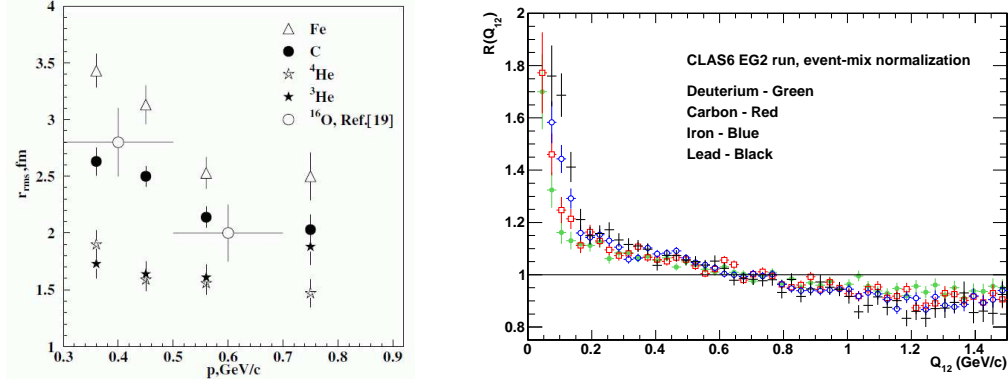 r_rms,fm
4
3.5
3
2.5
2
1.5
1
0.3
0.4
0.5
0.6
0.7
0.8
0.9
p,GeV/c
Fe
C
⁴He
³He
¹⁶O, Ref.[19]
R(Q₁₂)
2
1.8
1.6
1.4
1.2
1
0.8
0
0.2
0.4
0.6
0.8
1
1.2
1.4
Q₁₂ (GeV/c)
CLAS6 EG2 run, event-mix normalization
Deuterium - Green
Carbon - Red
Iron - Blue
Lead - Black